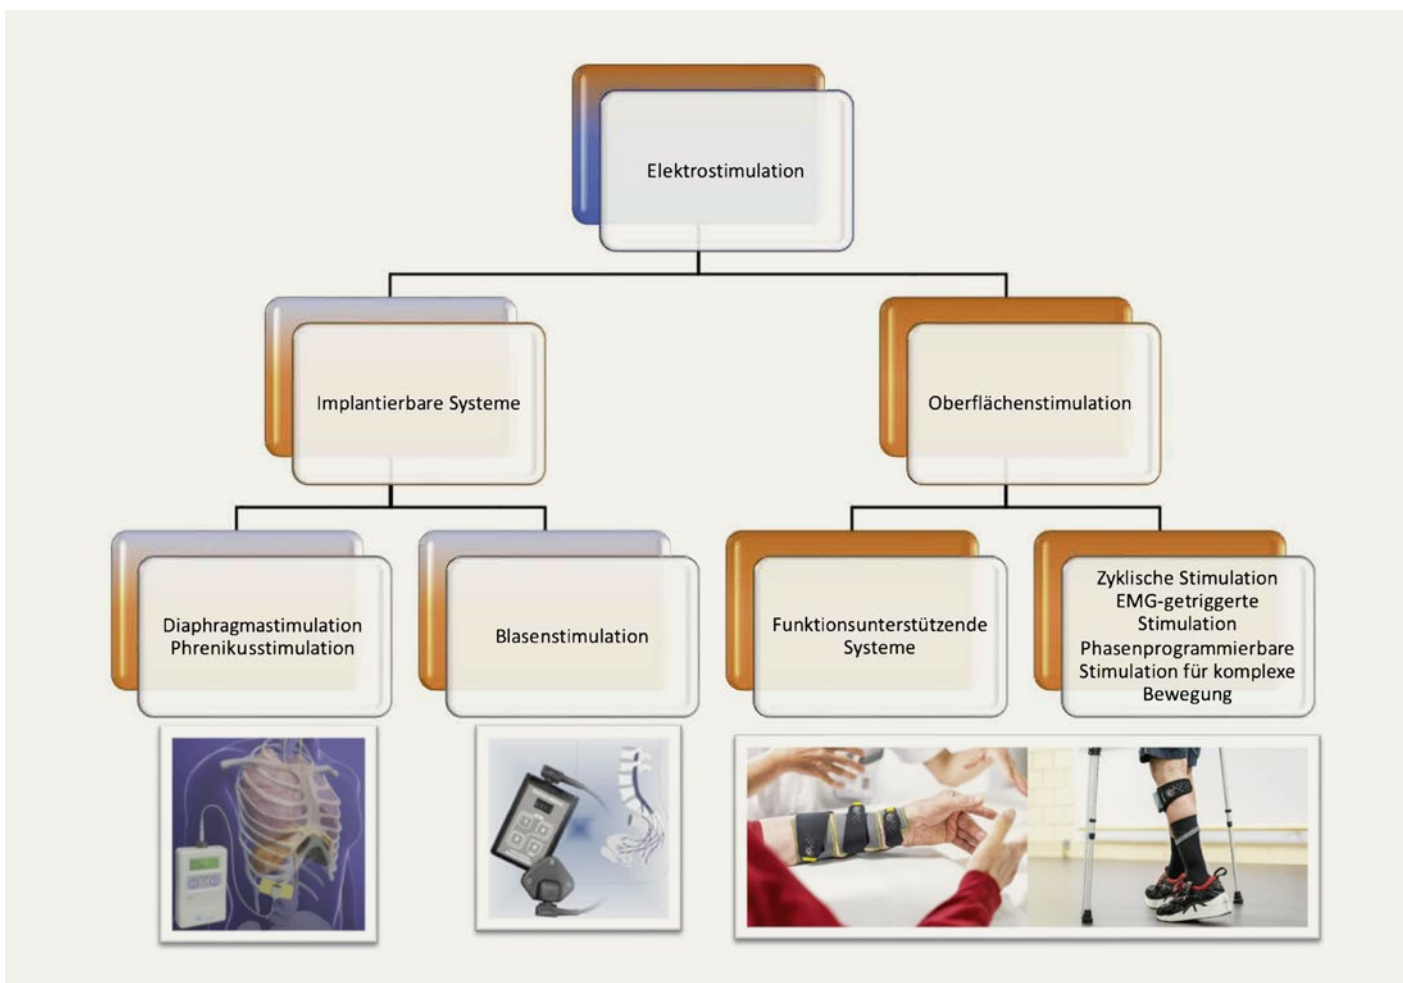 Elektrostimulation
Implantierbare Systeme
Oberflächenstimulation
Diaphragmastimulation
Phrenikusstimulation
Blasenstimulation
Funktionsunterstützende
Systeme
Zyklische Stimulation
EMG-getriggerte
Stimulation
Phasenprogrammierbare
Stimulation für komplexe
Bewegung